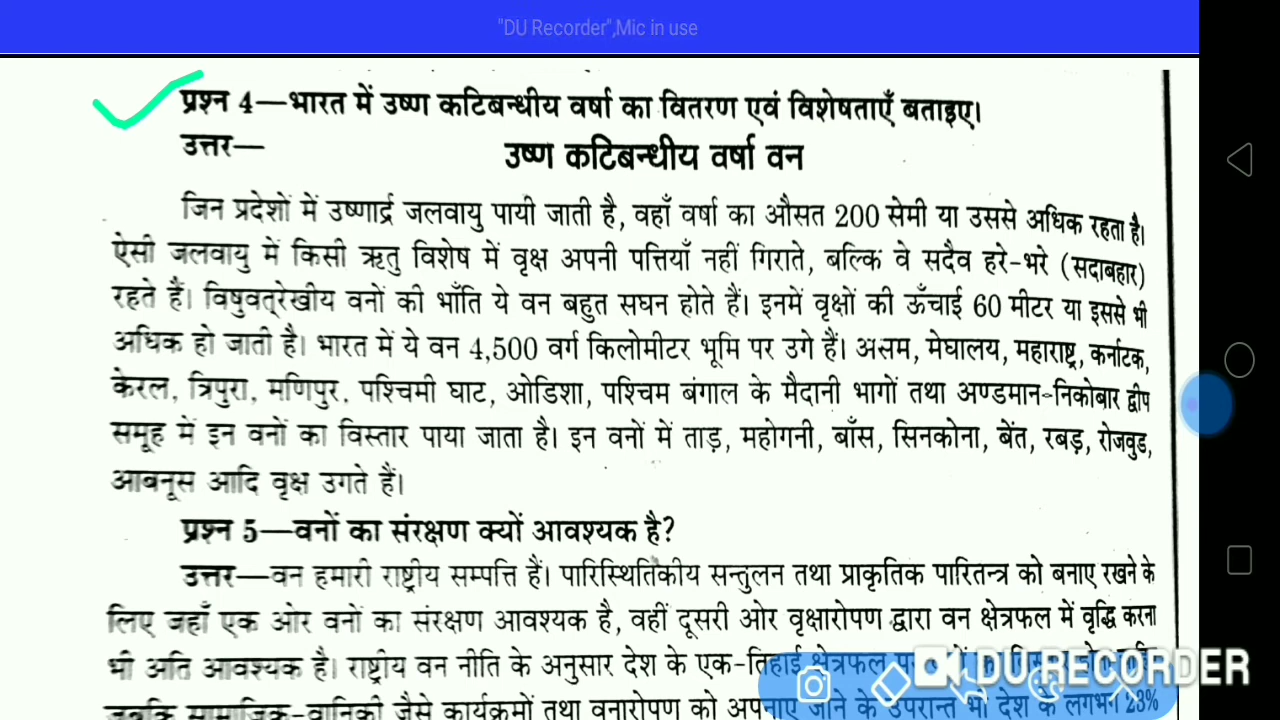 "DU Recorder",Mic in use
प्रश्न 4—भारत में उष्ण कटिबन्धीय वर्षा का वितरण एवं विशेषताएँ बताइए।
उत्तर—
उष्ण कटिबन्धीय वर्षा वन
जिन प्रदेशों में उष्णार्द्र जलवायु पायी जाती है, वहाँ वर्षा का औसत 200 सेमी या उससे अधिक रहता है।
ऐसी जलवायु में किसी ऋतु विशेष में वृक्ष अपनी पत्तियाँ नहीं गिराते, बल्कि वे सदैव हरे-भरे (सदाबहार)
रहते हैं। विषुवत्रेखीय वनों की भाँति ये वन बहुत सघन होते हैं। इनमें वृक्षों की ऊँचाई 60 मीटर या इससे भी
अधिक हो जाती है। भारत में ये वन 4,500 वर्ग किलोमीटर भूमि पर उगे हैं। असम, मेघालय, महाराष्ट्र, कर्नाटक,
केरल, त्रिपुरा, मणिपुर, पश्चिमी घाट, ओडिशा, पश्चिम बंगाल के मैदानी भागों तथा अण्डमान-निकोबार द्वीप
समूह में इन वनों का विस्तार पाया जाता है। इन वनों में ताड़, महोगनी, बाँस, सिनकोना, बेंत, रबड़, रोजवुड,
आबनूस आदि वृक्ष उगते हैं।
प्रश्न 5—वनों का संरक्षण क्यों आवश्यक है?
उत्तर—वन हमारी राष्ट्रीय सम्पत्ति हैं। पारिस्थितिकीय सन्तुलन तथा प्राकृतिक पारितन्त्र को बनाए रखने के
लिए जहाँ एक ओर वनों का संरक्षण आवश्यक है, वहीं दूसरी ओर वृक्षारोपण द्वारा वन क्षेत्रफल में वृद्धि करना
भी अति आवश्यक है। राष्ट्रीय वन नीति के अनुसार देश के एक-तिहाई क्षेत्रफल
DU RECORDER
जबकि सामाजिक-वानिकी जैसे कार्यक्रमों तथा वनारोपण को अपनाए जाने के उपरान्त भी देश के लगभग 23%